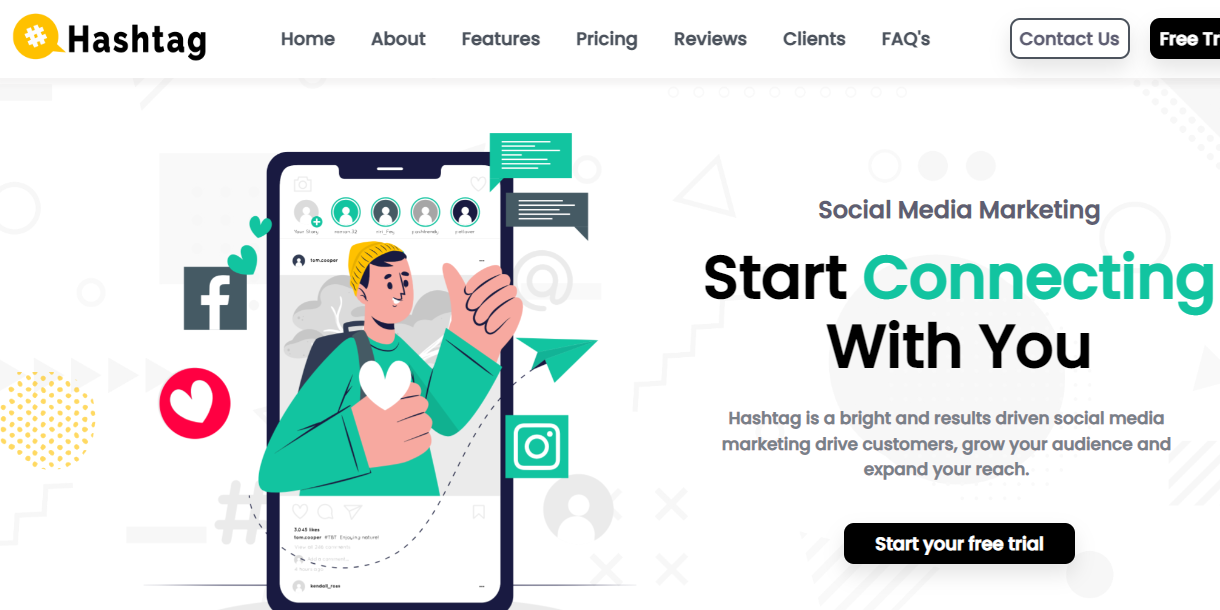 Hashtag
Home About Features Pricing Reviews Clients FAQ's
Contact Us
Free Tr
Social Media Marketing
Start Connecting
With You
Hashtag is a bright and results driven social media
marketing drive customers, grow your audience and
expand your reach.
Start your free trial
Your Story
tom.cooper
3.045 likes
tom.cooper #TBT Enjoying nature!
kendall_ross